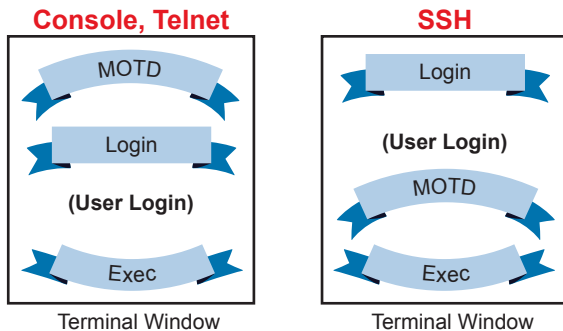 Console, Telnet
MOTD
Login
(User Login)
Exec
Terminal Window
SSH
Login
(User Login)
MOTD
Exec
Terminal Window